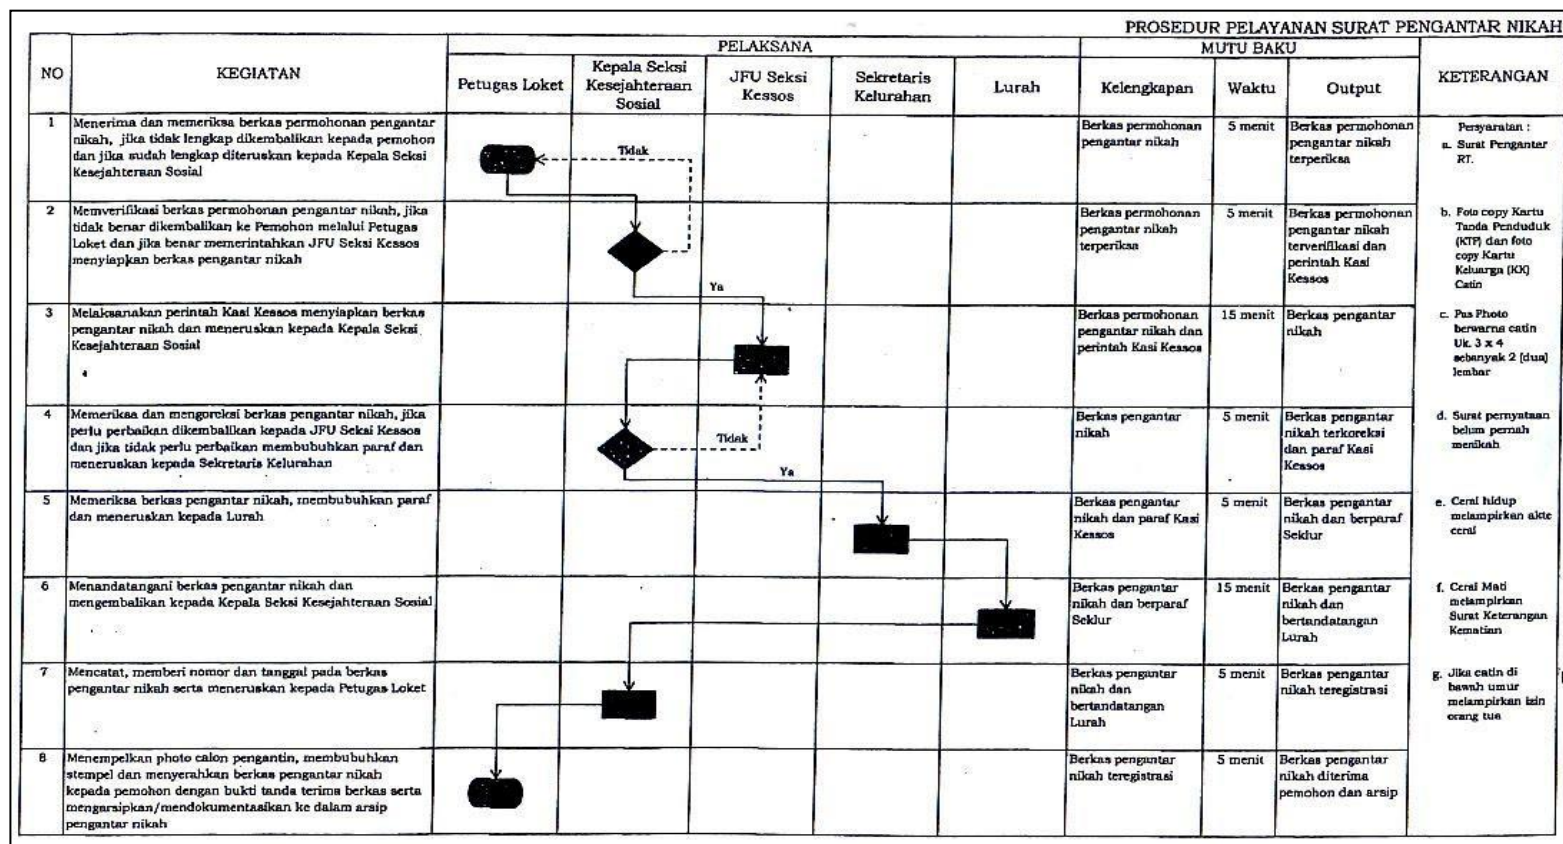 PROSEDUR PELAYANAN SURAT PENGANTAR NIKAH
NO
KEGIATAN
PELAKSANA
MUTU BAKU
KETERANGAN
Petugas Loket
Kepala Seksi
Kesejahteraan
Sosial
JFU Seksi
Kessos
Sekretaris
Kelurahan
Lurah
Kelengkapan
Waktu
Output
1
Menerima dan memeriksa berkas permohonan pengantar
nikah, jika tidak lengkap dikembalikan kepada pemohon
dan jika sudah lengkap diteruskan kepada Kepala Seksi
Kesejahteraan Sosial
Tidak
Berkas permohonan
pengantar nikah
5 menit
Berkas permohonan
pengantar nikah
terperiksa
Persyaratan :
a. Surat Pengantar
RT.
2
Memverifikasi berkas permohonan pengantar nikah, jika
tidak benar dikembalikan ke Pemohon melalui Petugas
Loket dan jika benar memerintahkan JFU Seksi Kessos
menyiapkan berkas pengantar nikah
Ya
Berkas permohonan
pengantar nikah
terperiksa
5 menit
Berkas permohonan
pengantar nikah
terverifikasi dan
perintah Kasi
Kessos
b. Foto copy Kartu
Tanda Penduduk
(KTP) dan foto
copy Kartu
Keluarga (KK)
Catin
3
Melaksanakan perintah Kasi Kessos menyiapkan berkas
pengantar nikah dan meneruskan kepada Kepala Seksi
Kesejahteraan Sosial
Berkas permohonan
pengantar nikah dan
perintah Kasi Kessos
15 menit
Berkas pengantar
nikah
c. Pas Photo
berwarna catin
Uk. 3 x 4
sebanyak 2 (dua)
lembar
4
Memeriksa dan mengoreksi berkas pengantar nikah, jika
perlu perbaikan dikembalikan kepada JFU Seksi Kessos
dan jika tidak perlu perbaikan membubuhkan paraf dan
meneruskan kepada Sekretaris Kelurahan
Tidak
Ya
Berkas pengantar
nikah
5 menit
Berkas pengantar
nikah terkoreksi
dan paraf Kasi
Kessos
d. Surat pernyataan
belum pernah
menikah
5
Memeriksa berkas pengantar nikah, membubuhkan paraf
dan meneruskan kepada Lurah
Berkas pengantar
nikah dan paraf Kasi
Kessos
5 menit
Berkas pengantar
nikah dan berparaf
Seklur
e. Cerai hidup
melampirkan akte
cerai
6
Menandatangani berkas pengantar nikah dan
mengembalikan kepada Kepala Seksi Kesejahteraan Sosial
Berkas pengantar
nikah dan berparaf
Seklur
15 menit
Berkas pengantar
nikah dan
bertandatangan
Lurah
f. Cerai Mati
melampirkan
Surat Keterangan
Kematian
7
Mencatat, memberi nomor dan tanggal pada berkas
pengantar nikah serta meneruskan kepada Petugas Loket
Berkas pengantar
nikah dan
bertandatangan
Lurah
5 menit
Berkas pengantar
nikah teregistrasi
g. Jika catin di
bawah umur
melampirkan izin
orang tua
8
Menempelkan photo calon pengantin, membubuhkan
stempel dan menyerahkan berkas pengantar nikah
kepada pemohon dengan bukti tanda terima berkas serta
mengarsipkan/mendokumentasikan ke dalam arsip
pengantar nikah
Berkas pengantar
nikah teregistrasi
5 menit
Berkas pengantar
nikah diterima
pemohon dan arsip